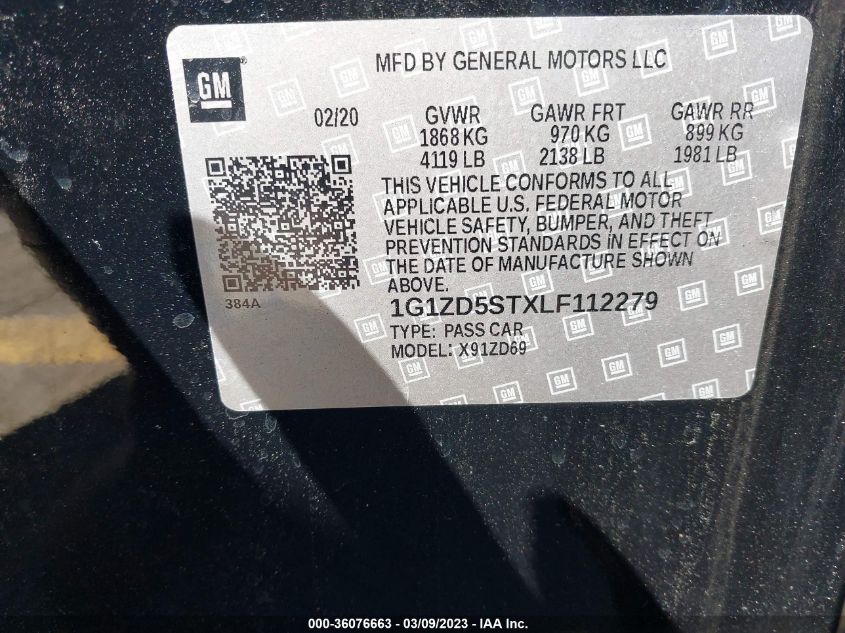 GM
MFD BY GENERAL MOTORS LLC
02/20 GVWR GAWR FRT GAWR RR
1868 KG 970 KG 899 KG
4119 LB 2138 LB 1981 LB
THIS VEHICLE CONFORMS TO ALL
APPLICABLE U.S. FEDERAL MOTOR
VEHICLE SAFETY, BUMPER, AND THEFT
PREVENTION STANDARDS IN EFFECT ON
THE DATE OF MANUFACTURE SHOWN
ABOVE.
384A
1G1ZD5STXLF112279
TYPE: PASS CAR
MODEL: X91ZD69
000-36076663 - 03/09/2023 - IAA Inc.